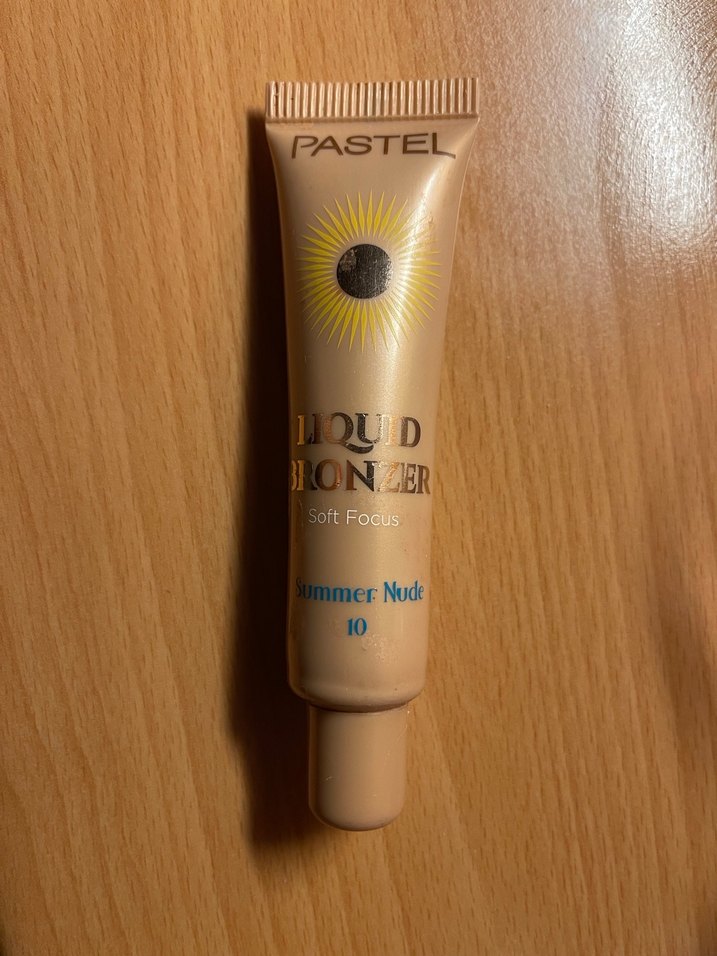 PASTEL
LIQUID
BRONZER
Soft Focus
Summer Nude
10